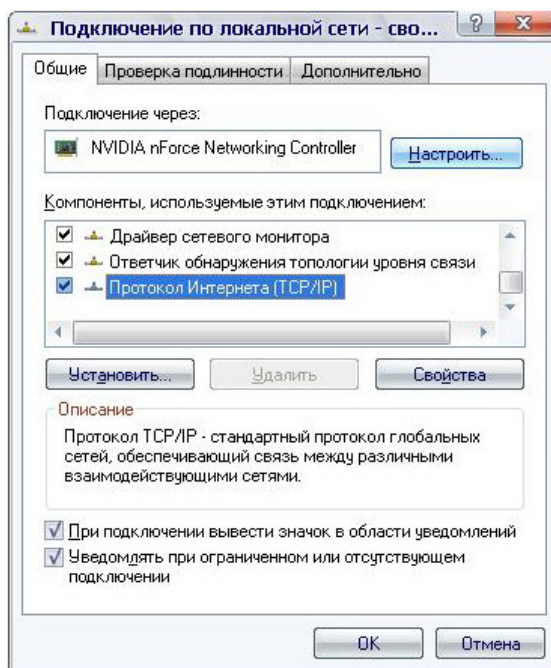 Подключение по локальной сети - сво...
Общие Проверка подлинности Дополнительно
Подключение через:
NVIDIA nForce Networking Controller Настроить...
Компоненты, используемые этим подключением:
Драйвер сетевого монитора
Ответчик обнаружения топологии уровня связи
Протокол Интернета (TCP/IP)
Установить... Удалить Свойства
Описание
Протокол TCP/IP - стандартный протокол глобальных
сетей, обеспечивающий связь между различными
взаимодействующими сетями.
При подключении вывести значок в области уведомлений
Уведомлять при ограниченном или отсутствующем
подключении
OK Отмена